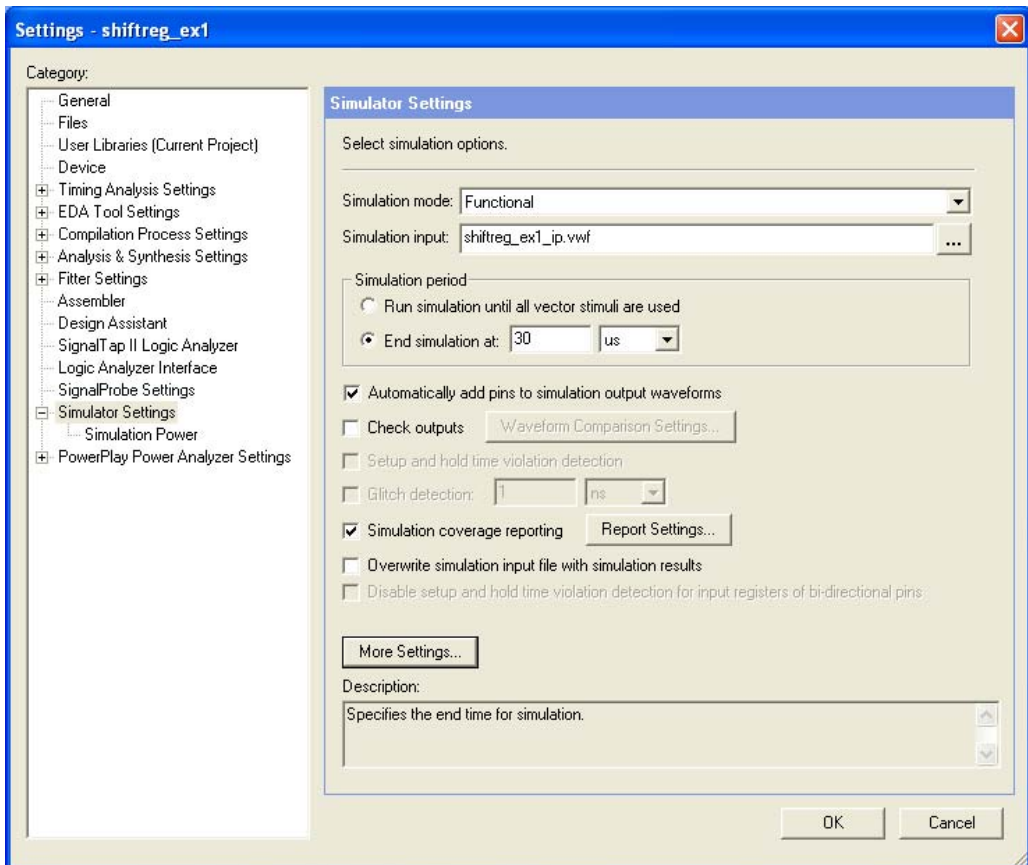 Settings - shiftreg_ex1
Category:
General
Files
User Libraries (Current Project)
Device
Timing Analysis Settings
EDA Tool Settings
Compilation Process Settings
Analysis & Synthesis Settings
Fitter Settings
Assembler
Design Assistant
SignalTap II Logic Analyzer
Logic Analyzer Interface
SignalProbe Settings
Simulator Settings
Simulation Power
PowerPlay Power Analyzer Settings
Simulator Settings
Select simulation options.
Simulation mode: Functional
Simulation input: shiftreg_ex1_ip.vwf ...
Simulation period
Run simulation until all vector stimuli are used
End simulation at: 30 us
Automatically add pins to simulation output waveforms
Check outputs Waveform Comparison Settings...
Setup and hold time violation detection
Glitch detection: 1 ns
Simulation coverage reporting Report Settings...
Overwrite simulation input file with simulation results
Disable setup and hold time violation detection for input registers of bi-directional pins
More Settings...
Description:
Specifies the end time for simulation.
OK Cancel